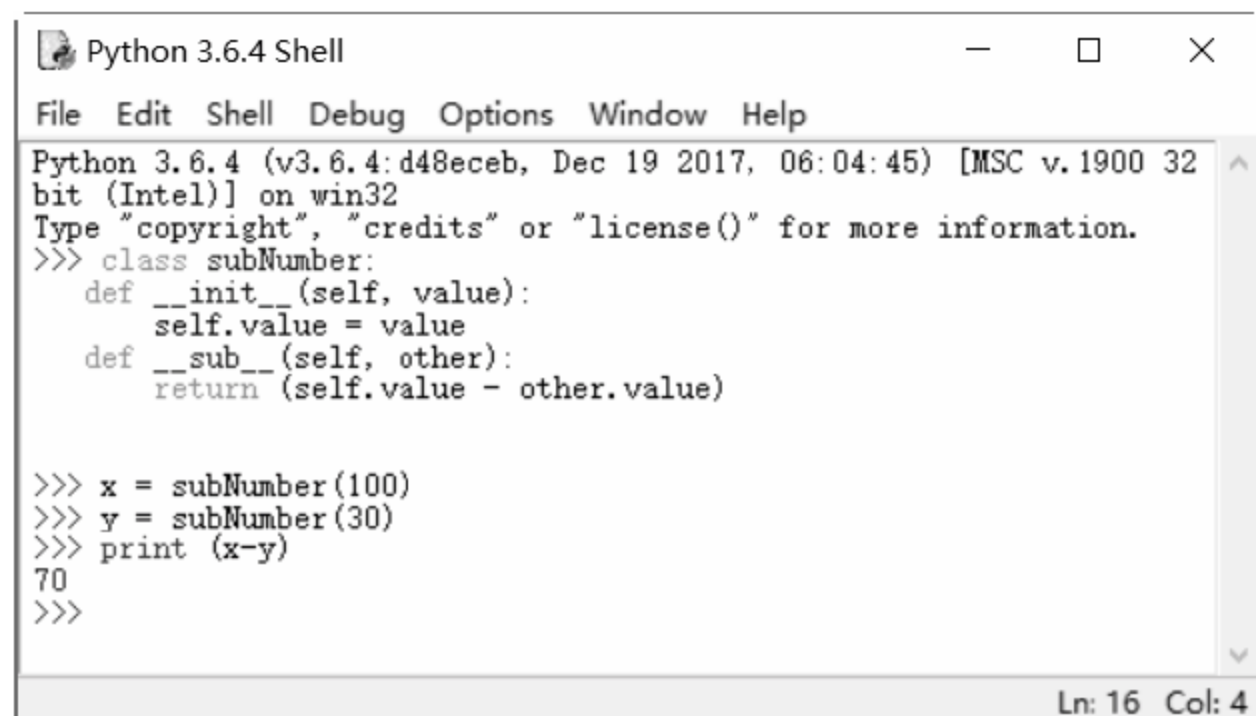 Python 3.6.4 Shell
File Edit Shell Debug Options Window Help
Python 3.6.4 (v3.6.4:d48eceb, Dec 19 2017, 06:04:45) [MSC v.1900 32
bit (Intel)] on win32
Type "copyright", "credits" or "license()" for more information.
>>> class subNumber:
   def __init__(self, value):
       self.value = value
   def __sub__(self, other):
       return (self.value - other.value)
>>> x = subNumber(100)
>>> y = subNumber(30)
>>> print (x-y)
70
>>>
Ln: 16 Col: 4